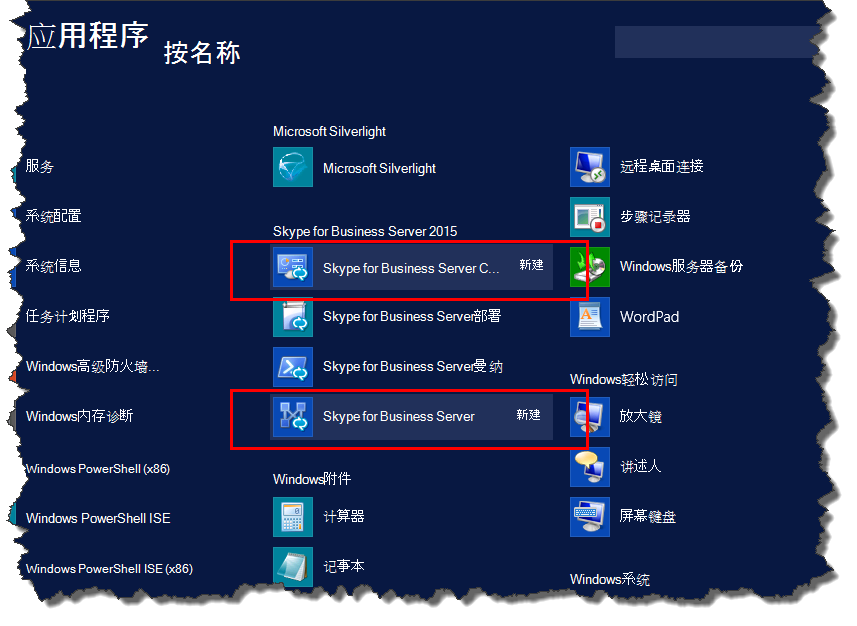 应用程序 按名称
服务
系统配置
系统信息
任务计划程序
Windows高级防火墙...
Windows内存诊断
Windows PowerShell (x86)
Windows PowerShell ISE
Windows PowerShell ISE (x86)
Microsoft Silverlight
Microsoft Silverlight
Skype for Business Server 2015
Skype for Business Server C... 新建
Skype for Business Server部署
Skype for Business Server曼纳
Skype for Business Server 新建
Windows附件
计算器
记事本
远程桌面连接
步骤记录器
Windows服务器备份
WordPad
Windows轻松访问
放大镜
讲述人
屏幕键盘
Windows系统